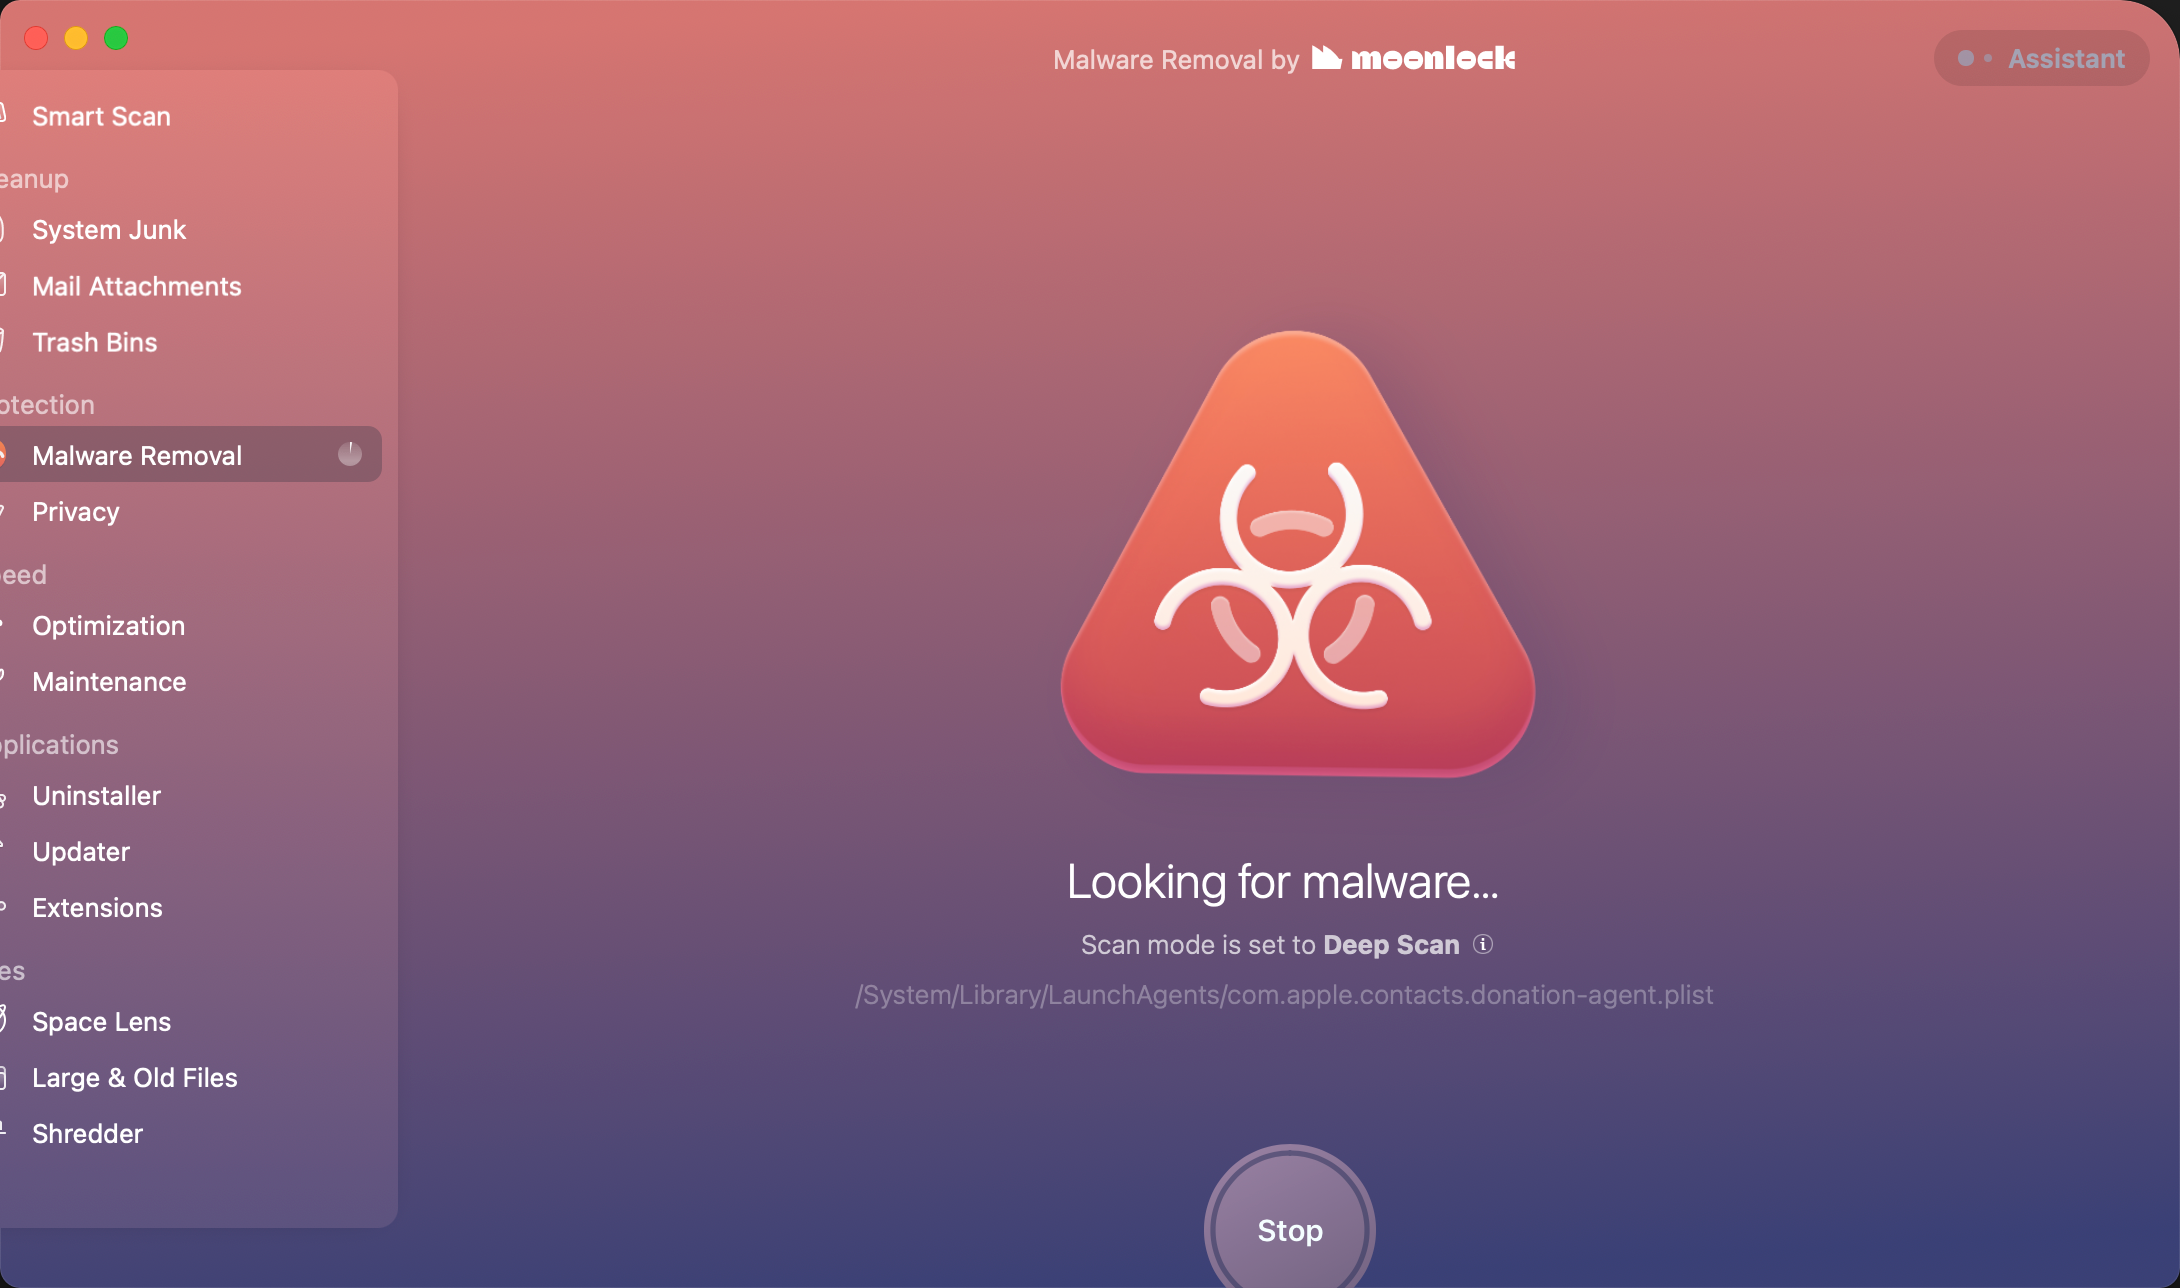 Malware Removal by moonlock
Assistant
Smart Scan
eanup
System Junk
Mail Attachments
Trash Bins
otection
Malware Removal
Privacy
eed
Optimization
Maintenance
plications
Uninstaller
Updater
Extensions
es
Space Lens
Large & Old Files
Shredder
Looking for malware...
Scan mode is set to Deep Scan
/System/Library/LaunchAgents/com.apple.contacts.donation-agent.plist
Stop